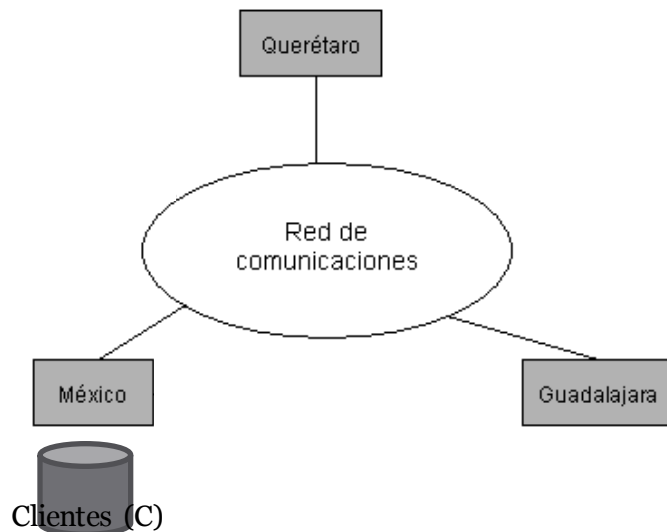 Querétaro
Red de
comunicaciones
México
Guadalajara
Clientes (C)